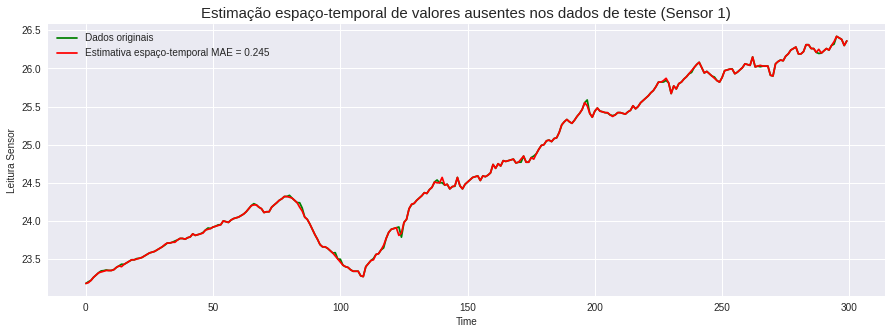 Estimação espaço-temporal de valores ausentes nos dados de teste (Sensor 1)
Dados originais
Estimativa espaço-temporal MAE = 0.245
Leitura Sensor
26.5
26.0
25.5
25.0
24.5
24.0
23.5
0
50
100
150
200
250
300
Time